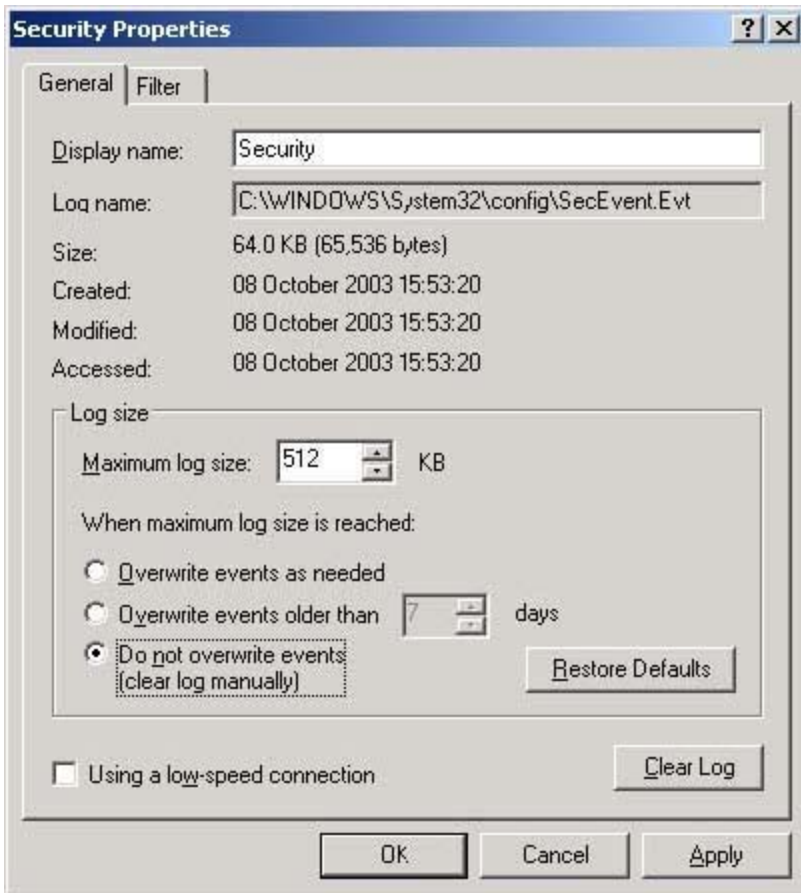 Security Properties
General
Filter
Display name:
Security
Log name:
C:\WINDOWS\System32\config\SecEvent.Evt
Size:
64.0 KB (65,536 bytes)
Created:
08 October 2003 15:53:20
Modified:
08 October 2003 15:53:20
Accessed:
08 October 2003 15:53:20
Log size
Maximum log size:
512
KB
When maximum log size is reached:
Overwrite events as needed
Overwrite events older than
7
days
Do not overwrite events
(clear log manually)
Restore Defaults
Using a low-speed connection
Clear Log
OK
Cancel
Apply